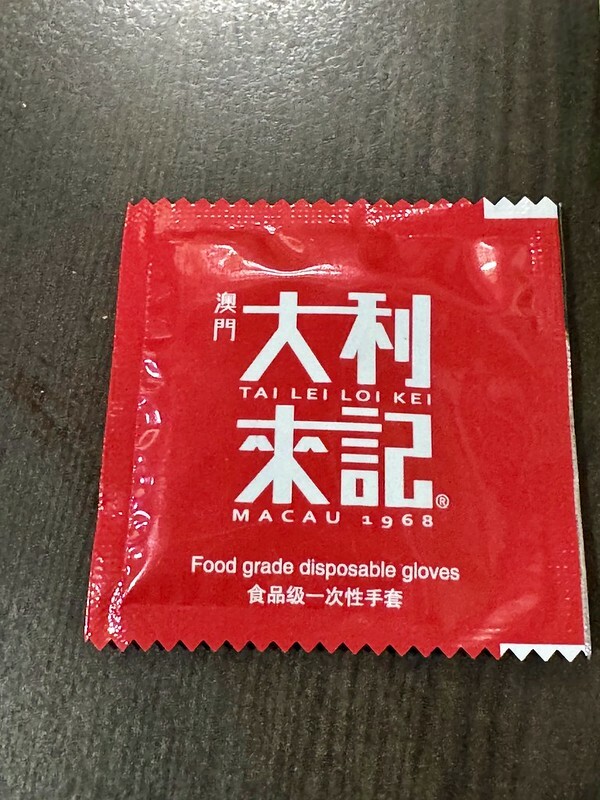 澳門
大利
TAI LEI LOI KEI
來記®
MACAU 1968
Food grade disposable gloves
食品级一次性手套